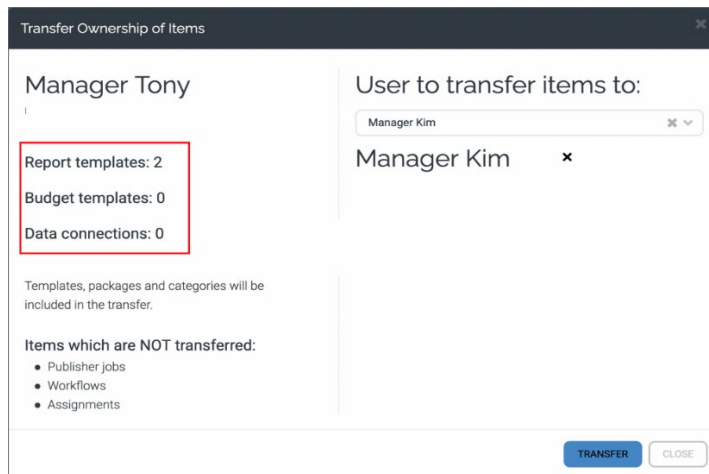 Transfer Ownership of Items
Manager Tony
Report templates: 2
Budget templates: 0
Data connections: 0
Templates, packages and categories will be
included in the transfer.
Items which are NOT transferred:
Publisher jobs
Workflows
Assignments
User to transfer items to:
Manager Kim
Manager Kim
TRANSFER
CLOSE